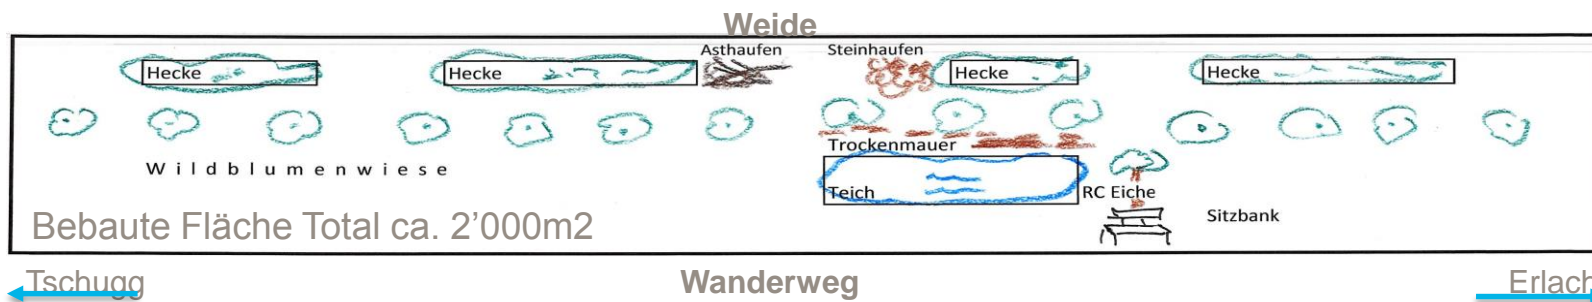 Weide
Asthaufen Steinhaufen
Hecke Hecke Hecke Hecke
Trockenmauer
Wildblumenwiese
Teich RC Eiche
Sitzbank
Bebaute Fläche Total ca. 2’000m2
Tschugg Wanderweg Erlach